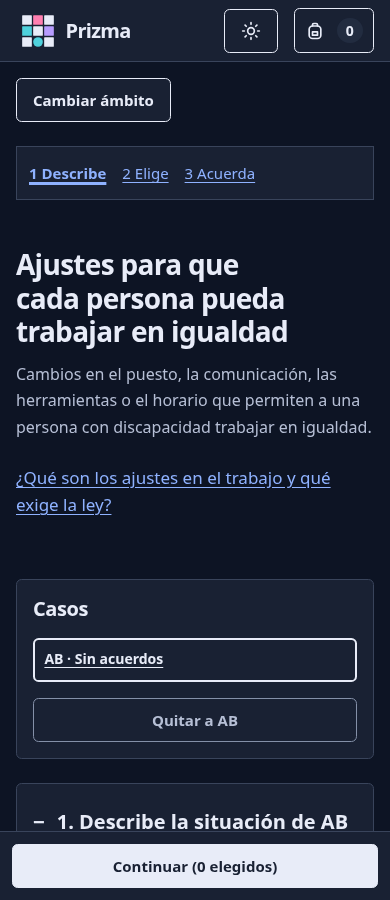 Prizma
0
Cambiar ámbito
1 Describe 2 Elige 3 Acuerda
Ajustes para que
cada persona pueda
trabajar en igualdad
Cambios en el puesto, la comunicación, las
herramientas o el horario que permiten a una
persona con discapacidad trabajar en igualdad.
¿Qué son los ajustes en el trabajo y qué
exige la ley?
Casos
AB · Sin acuerdos
Quitar a AB
− 1. Describe la situación de AB
Continuar (0 elegidos)